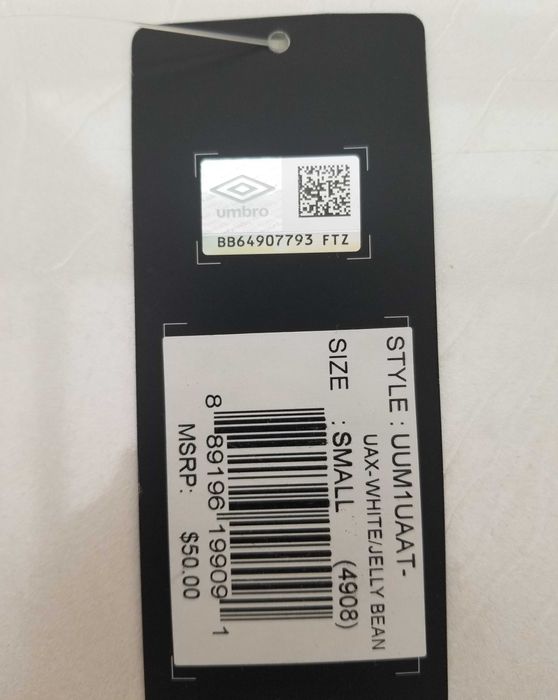 umbro
BB64907793 FTZ
STYLE : UUM1UAAT-
UAX-WHITE/JELLY BEAN
SIZE : SMALL (4908)
8 89196 19909 1
MSRP: $50.00